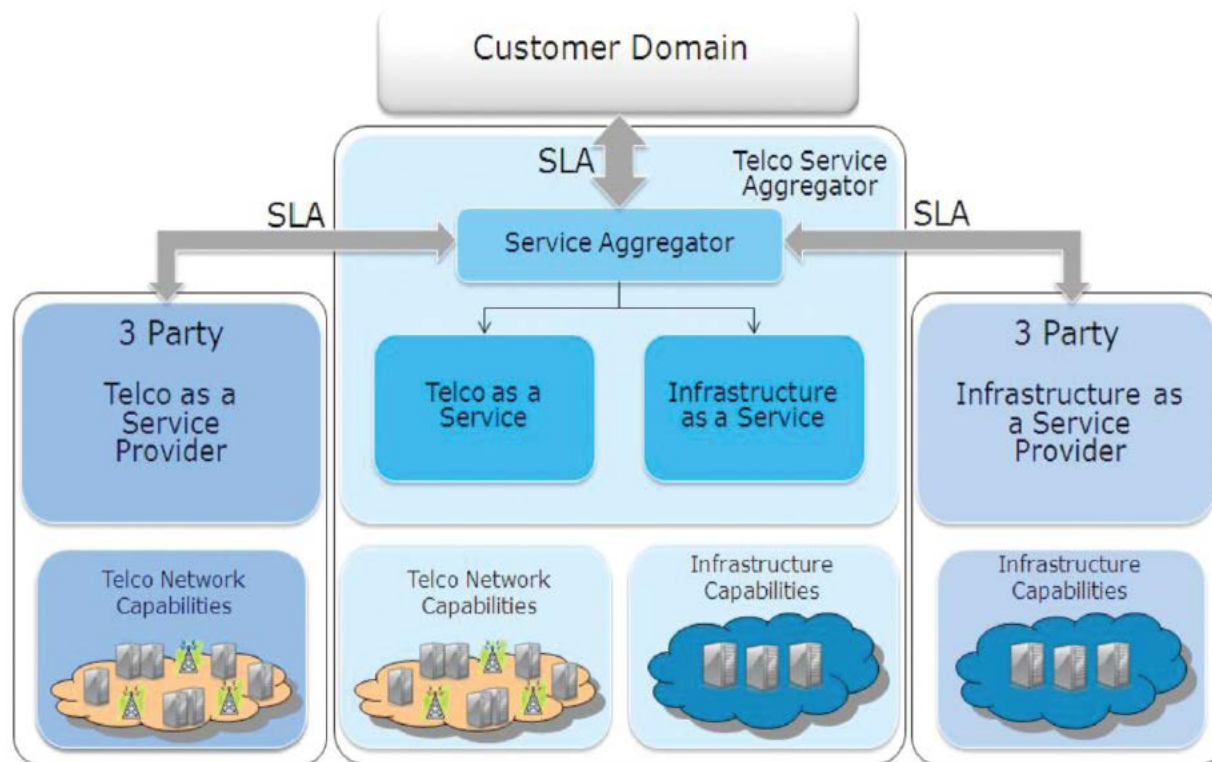 Customer Domain
SLA
Telco Service
Aggregator
SLA
SLA
Service Aggregator
3 Party
Telco as a
Service
Provider
Telco as a
Service
Infrastructure
as a Service
3 Party
Infrastructure as
a Service
Provider
Telco Network
Capabilities
Telco Network
Capabilities
Infrastructure
Capabilities
Infrastructure
Capabilities